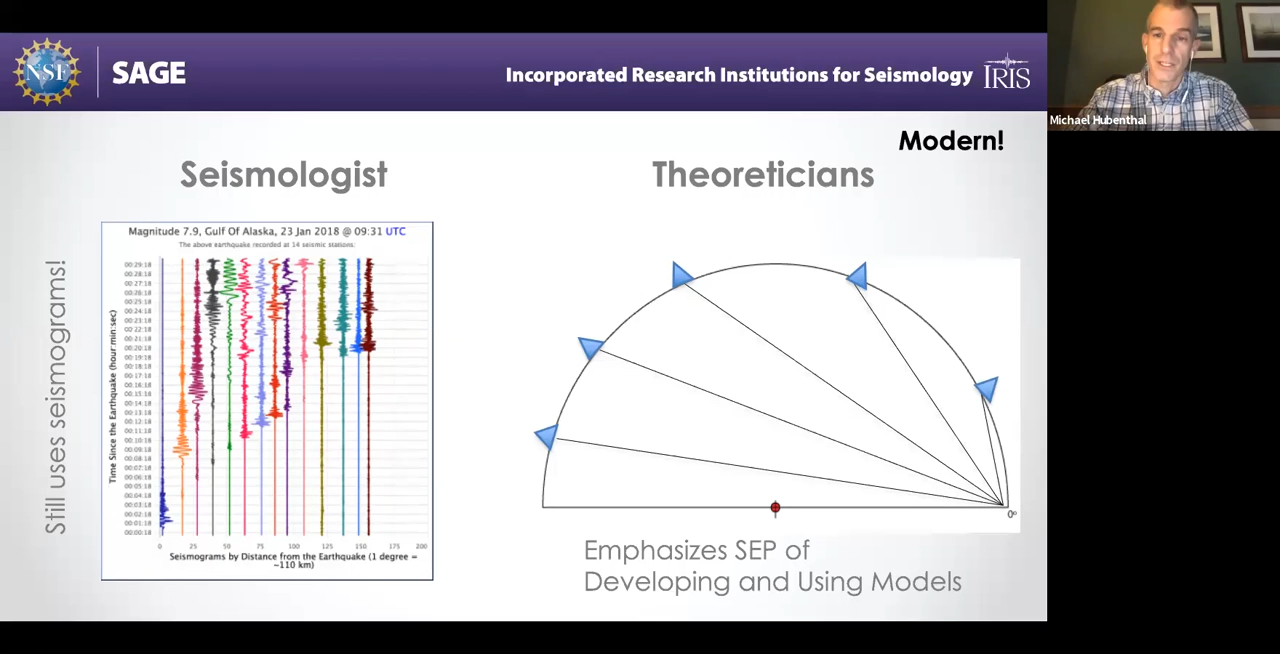 NSF
SAGE
Incorporated Research Institutions for Seismology
IRIS
Michael Hubenthal
Modern!
Seismologist
Theoreticians
Still uses seismograms!
Magnitude 7.9, Gulf Of Alaska, 23 Jan 2018 @ 09:31 UTC
The above earthquake recorded at 14 seismic stations:
Time Since the Earthquake (hour:min:sec)
00:29:18
00:28:18
00:27:18
00:26:18
00:25:18
00:24:18
00:23:18
00:22:18
00:21:18
00:20:18
00:19:18
00:18:18
00:17:18
00:16:18
00:15:18
00:14:18
00:13:18
00:12:18
00:11:18
00:10:18
00:09:18
00:08:18
00:07:18
00:06:18
00:05:18
00:04:18
00:03:18
00:02:18
00:01:18
00:00:18
0 25 50 75 100 125 150 175 200
Seismograms by Distance from the Earthquake (1 degree =
~110 km)
0°
Emphasizes SEP of
Developing and Using Models